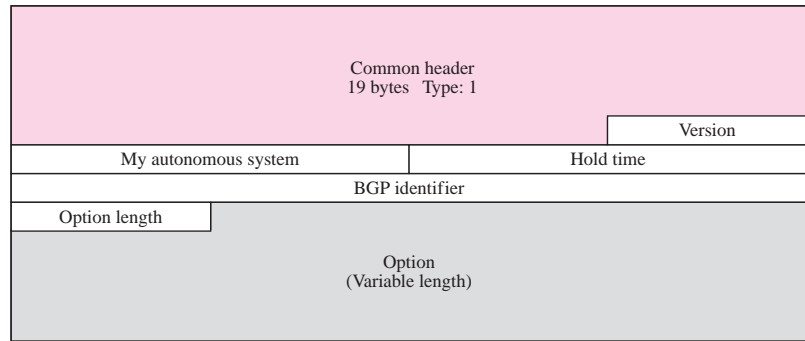 Common header
19 bytes Type: 1
Version
My autonomous system
Hold time
BGP identifier
Option length
Option
(Variable length)